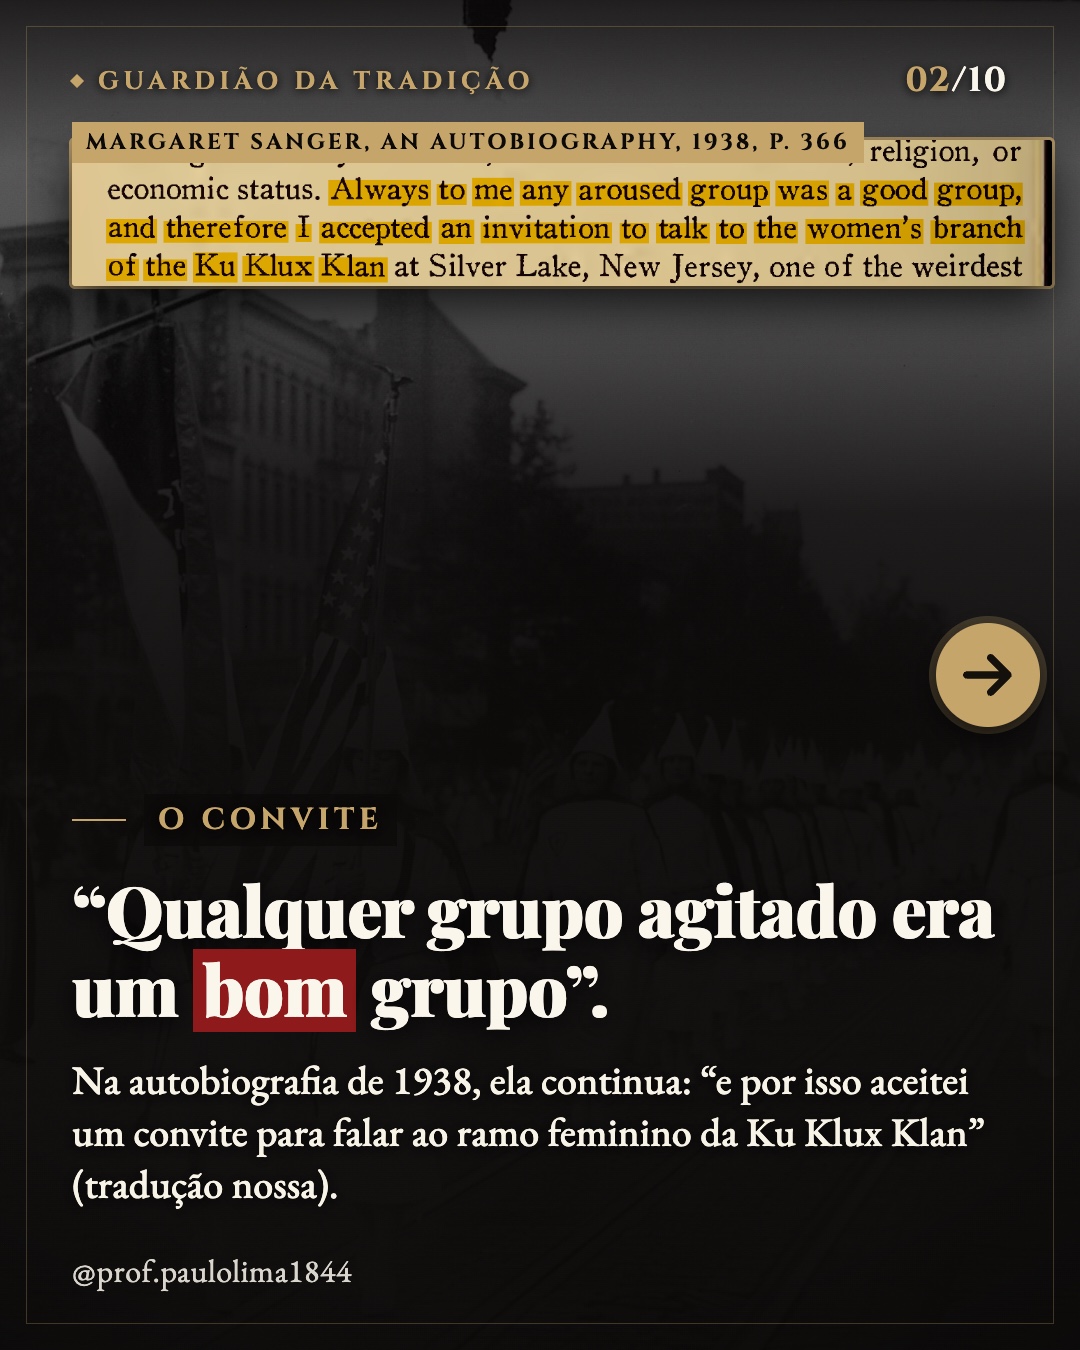 GUARDIÃO DA TRADIÇÃO
02/10
MARGARET SANGER, AN AUTOBIOGRAPHY, 1938, P. 366
religion, or
economic status. Always to me any aroused group was a good group,
and therefore I accepted an invitation to talk to the women’s branch
of the Ku Klux Klan at Silver Lake, New Jersey, one of the weirdest
O CONVITE
“Qualquer grupo agitado era
um bom grupo”.
Na autobiografia de 1938, ela continua: “e por isso aceitei
um convite para falar ao ramo feminino da Ku Klux Klan”
(tradução nossa).
@prof.paulolima1844